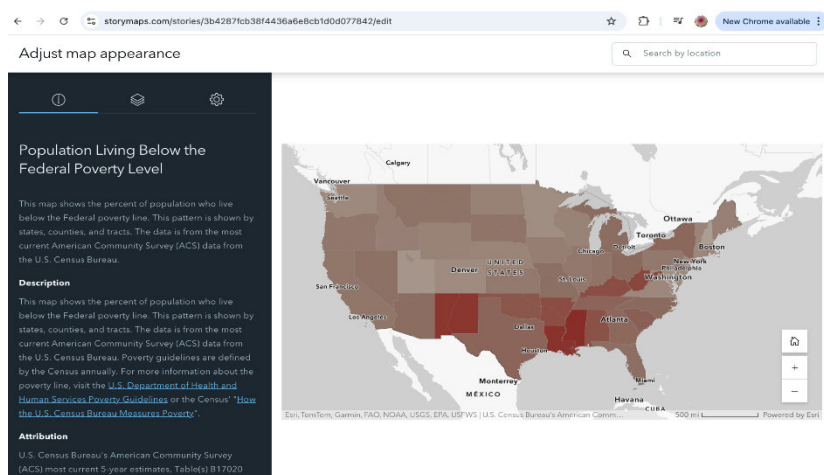 storymaps.com/stories/3b4287fcb38f4436a6e8cb1d0d077842/edit
New Chrome available
Adjust map appearance
Search by location
Population Living Below the
Federal Poverty Level
This map shows the percent of population who live
below the Federal poverty line. This pattern is shown by
states, counties, and tracts. The data is from the most
current American Community Survey (ACS) data from
the U.S. Census Bureau.
Description
This map shows the percent of population who live
below the Federal poverty line. This pattern is shown by
states, counties, and tracts. The data is from the most
current American Community Survey (ACS) data from
the U.S. Census Bureau. Poverty guidelines are defined
by the Census annually. For more information about the
poverty line, visit the U.S. Department of Health and
Human Services Poverty Guidelines or the Census' "How
the U.S. Census Bureau Measures Poverty".
Attribution
U.S. Census Bureau's American Community Survey
(ACS) most current 5-year estimates, Table(s) B17020
Calgary
Vancouver
Seattle
Ottawa
Toronto
Boston
Chicago
Detroit
New York
Philadelphia
Washington
UNITED
STATES
Denver
St. Louis
San Francisco
Los Angeles
Atlanta
Dallas
Houston
Monterrey
Miami
MÉXICO
Havana
CUBA
Esri, TomTom, Garmin, FAO, NOAA, USGS, EPA, USFWS | U.S. Census Bureau's American Comm...
500 mi
Powered by Esri